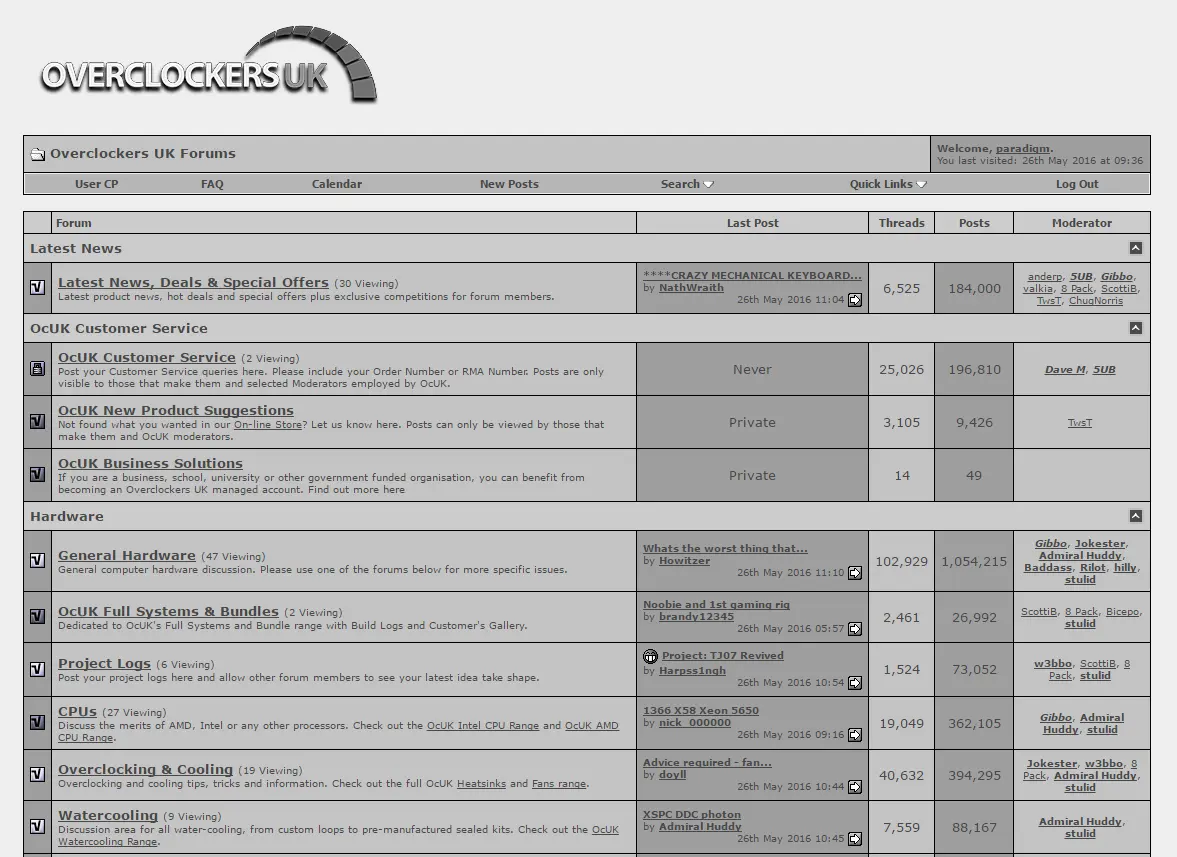 OVERCLOCKERS UK
Overclockers UK Forums
Welcome, paradigm.
You last visited: 26th May 2016 at 09:36
User CP FAQ Calendar New Posts Search Quick Links Log Out
Forum Last Post Threads Posts Moderator
Latest News
Latest News, Deals & Special Offers (30 Viewing)
Latest product news, hot deals and special offers plus exclusive competitions for forum members.
****CRAZY MECHANICAL KEYBOARD...
by NathWraith
26th May 2016 11:04
6,525 184,000
anderp, 5UB, Gibbo,
valkia, 8 Pack, ScottiB,
TwsT, ChugNorris
OcUK Customer Service
OcUK Customer Service (2 Viewing)
Post your Customer Service queries here. Please include your Order Number or RMA Number. Posts are only
visible to those that make them and selected Moderators employed by OcUK.
Never 25,026 196,810 Dave M, 5UB
OcUK New Product Suggestions
Not found what you wanted in our On-line Store? Let us know here. Posts can only be viewed by those that
make them and OcUK moderators.
Private 3,105 9,426 TwsT
OcUK Business Solutions
If you are a business, school, university or other government funded organisation, you can benefit from
becoming an Overclockers UK managed account. Find out more here
Private 14 49
Hardware
General Hardware (47 Viewing)
General computer hardware discussion. Please use one of the forums below for more specific issues.
Whats the worst thing that...
by Howitzer
26th May 2016 11:10
102,929 1,054,215
Gibbo, Jokester,
Admiral Huddy,
Baddass, Rilot, hilly,
stulid
OcUK Full Systems & Bundles (2 Viewing)
Dedicated to OcUK's Full Systems and Bundle range with Build Logs and Customer's Gallery.
Noobie and 1st gaming rig
by brandy12345
26th May 2016 05:57
2,461 26,992
ScottiB, 8 Pack, Bicepo,
stulid
Project Logs (6 Viewing)
Post your project logs here and allow other forum members to see your latest idea take shape.
Project: TJ07 Revived
by Harpss1ngh
26th May 2016 10:54
1,524 73,052
w3bbo, ScottiB, 8
Pack, stulid
CPUs (27 Viewing)
Discuss the merits of AMD, Intel or any other processors. Check out the OcUK Intel CPU Range and OcUK AMD
CPU Range.
1366 X58 Xeon 5650
by nick_000000
26th May 2016 09:16
19,049 362,105
Gibbo, Admiral
Huddy, stulid
Overclocking & Cooling (19 Viewing)
Overclocking and cooling tips, tricks and information. Check out the full OcUK Heatsinks and Fans range.
Advice required - fan...
by doyll
26th May 2016 10:44
40,632 394,295
Jokester, w3bbo, 8
Pack, Admiral Huddy,
stulid
Watercooling (9 Viewing)
Discussion area for all water-cooling, from custom loops to pre-manufactured sealed kits. Check out the OcUK
Watercooling Range.
XSPC DDC photon
by Admiral Huddy
26th May 2016 10:45
7,559 88,167
Admiral Huddy,
stulid